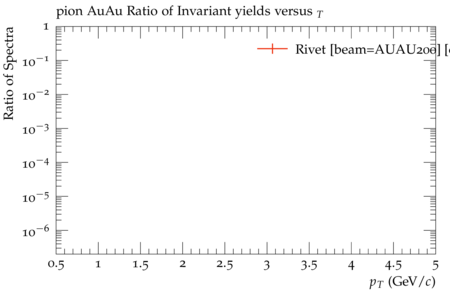 pion AuAu Ratio of Invariant yields versus T
Ratio of Spectra
Rivet [beam=AUAU200] [
1
10−1
10−2
10−3
10−4
10−5
10−6
0.5 1 1.5 2 2.5 3 3.5 4 4.5 5
pT (GeV/c)